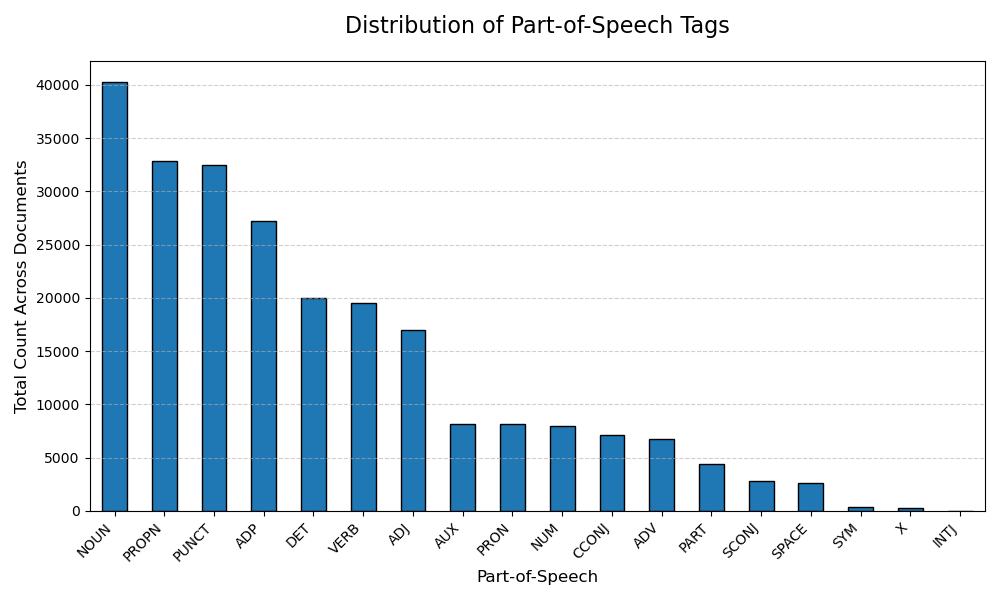 Distribution of Part-of-Speech Tags
Total Count Across Documents
40000
35000
30000
25000
20000
15000
10000
5000
0
NOUN
PROPN
PUNCT
ADP
DET
VERB
ADJ
AUX
PRON
NUM
CCONJ
ADV
PART
SCONJ
SPACE
SYM
X
INTJ
Part-of-Speech